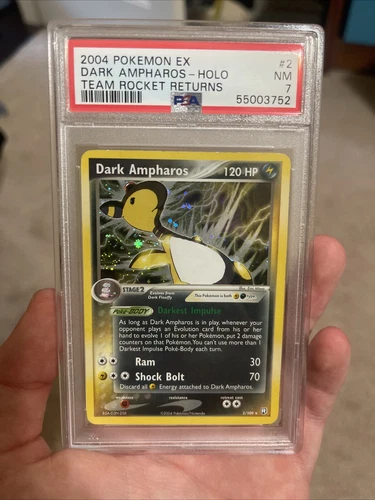 2004 POKEMON EX #2
DARK AMPHAROS - HOLO NM
TEAM ROCKET RETURNS 7
PSA 55003752
Dark Ampharos 120 HP
STAGE 2 Evolves from
Dark Flaaffy
This Pokémon is both
POKé-BODY Darkest Impulse
As long as Dark Ampharos is in play, whenever your
opponent plays an Evolution card from his or her
hand to evolve 1 of his or her Pokémon, put 2 damage
counters on that Pokémon. You can't use more than 1
Darkest Impulse Poké-Body each turn.
Ram 30
Shock Bolt 70
Discard all Energy attached to Dark Ampharos.
weakness resistance retreat cost
©2004 Pokémon/Nintendo 2/109